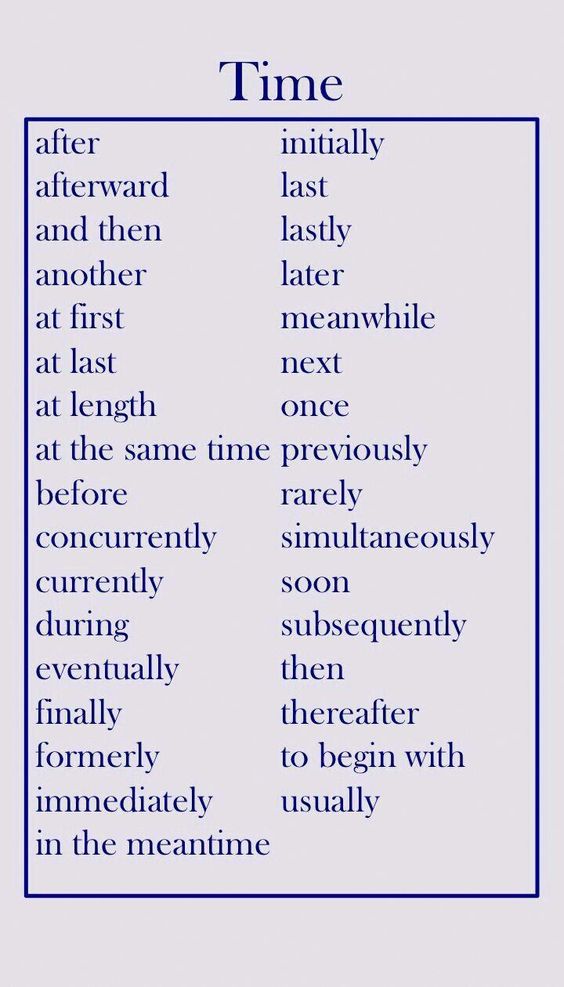 Time
after
afterward
and then
another
at first
at last
at length
at the same time
before
concurrently
currently
during
eventually
finally
formerly
immediately
in the meantime
initially
last
lastly
later
meanwhile
next
once
previously
rarely
simultaneously
soon
subsequently
then
thereafter
to begin with
usually